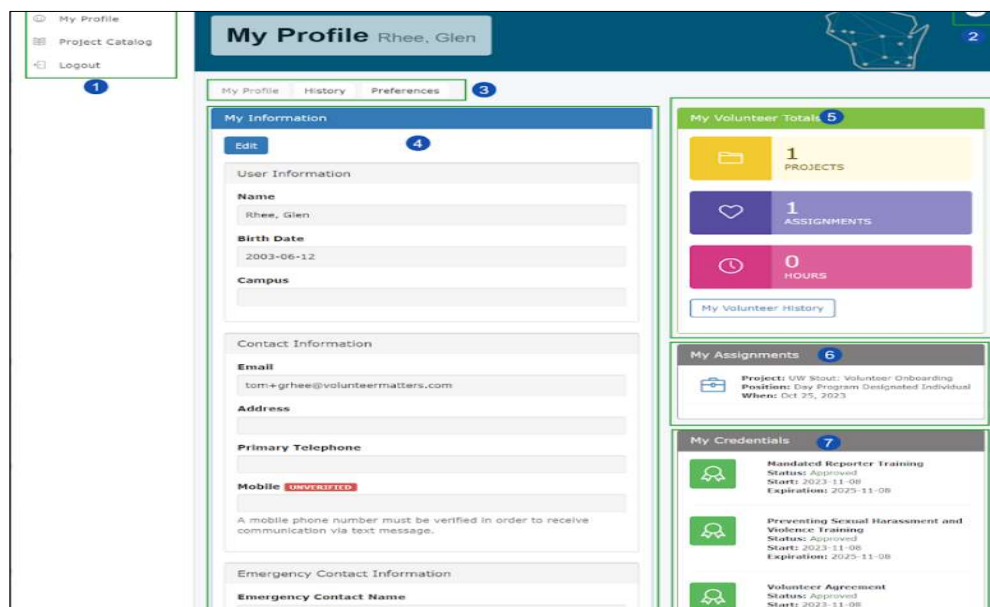 My Profile
Project Catalog
Logout
1
My Profile Rhee, Glen
2
My Profile History Preferences 3
My Information
4
Edit
User Information
Name
Rhee, Glen
Birth Date
2003-06-12
Campus
Contact Information
Email
tom+grhee@volunteermatters.com
Address
Primary Telephone
Mobile UNVERIFIED
A mobile phone number must be verified in order to receive
communication via text message.
Emergency Contact Information
Emergency Contact Name
My Volunteer Totals 5
1
PROJECTS
1
ASSIGNMENTS
0
HOURS
My Volunteer History
My Assignments 6
Project: UW Stout: Volunteer Onboarding
Position: Day Program Designated Individual
When: Oct 25, 2023
My Credentials 7
Mandated Reporter Training
Status: Approved
Start: 2023-11-08
Expiration: 2025-11-08
Preventing Sexual Harassment and
Violence Training
Status: Approved
Start: 2023-11-08
Expiration: 2025-11-08
Volunteer Agreement
Status: Approved
Start: 2023-11-08